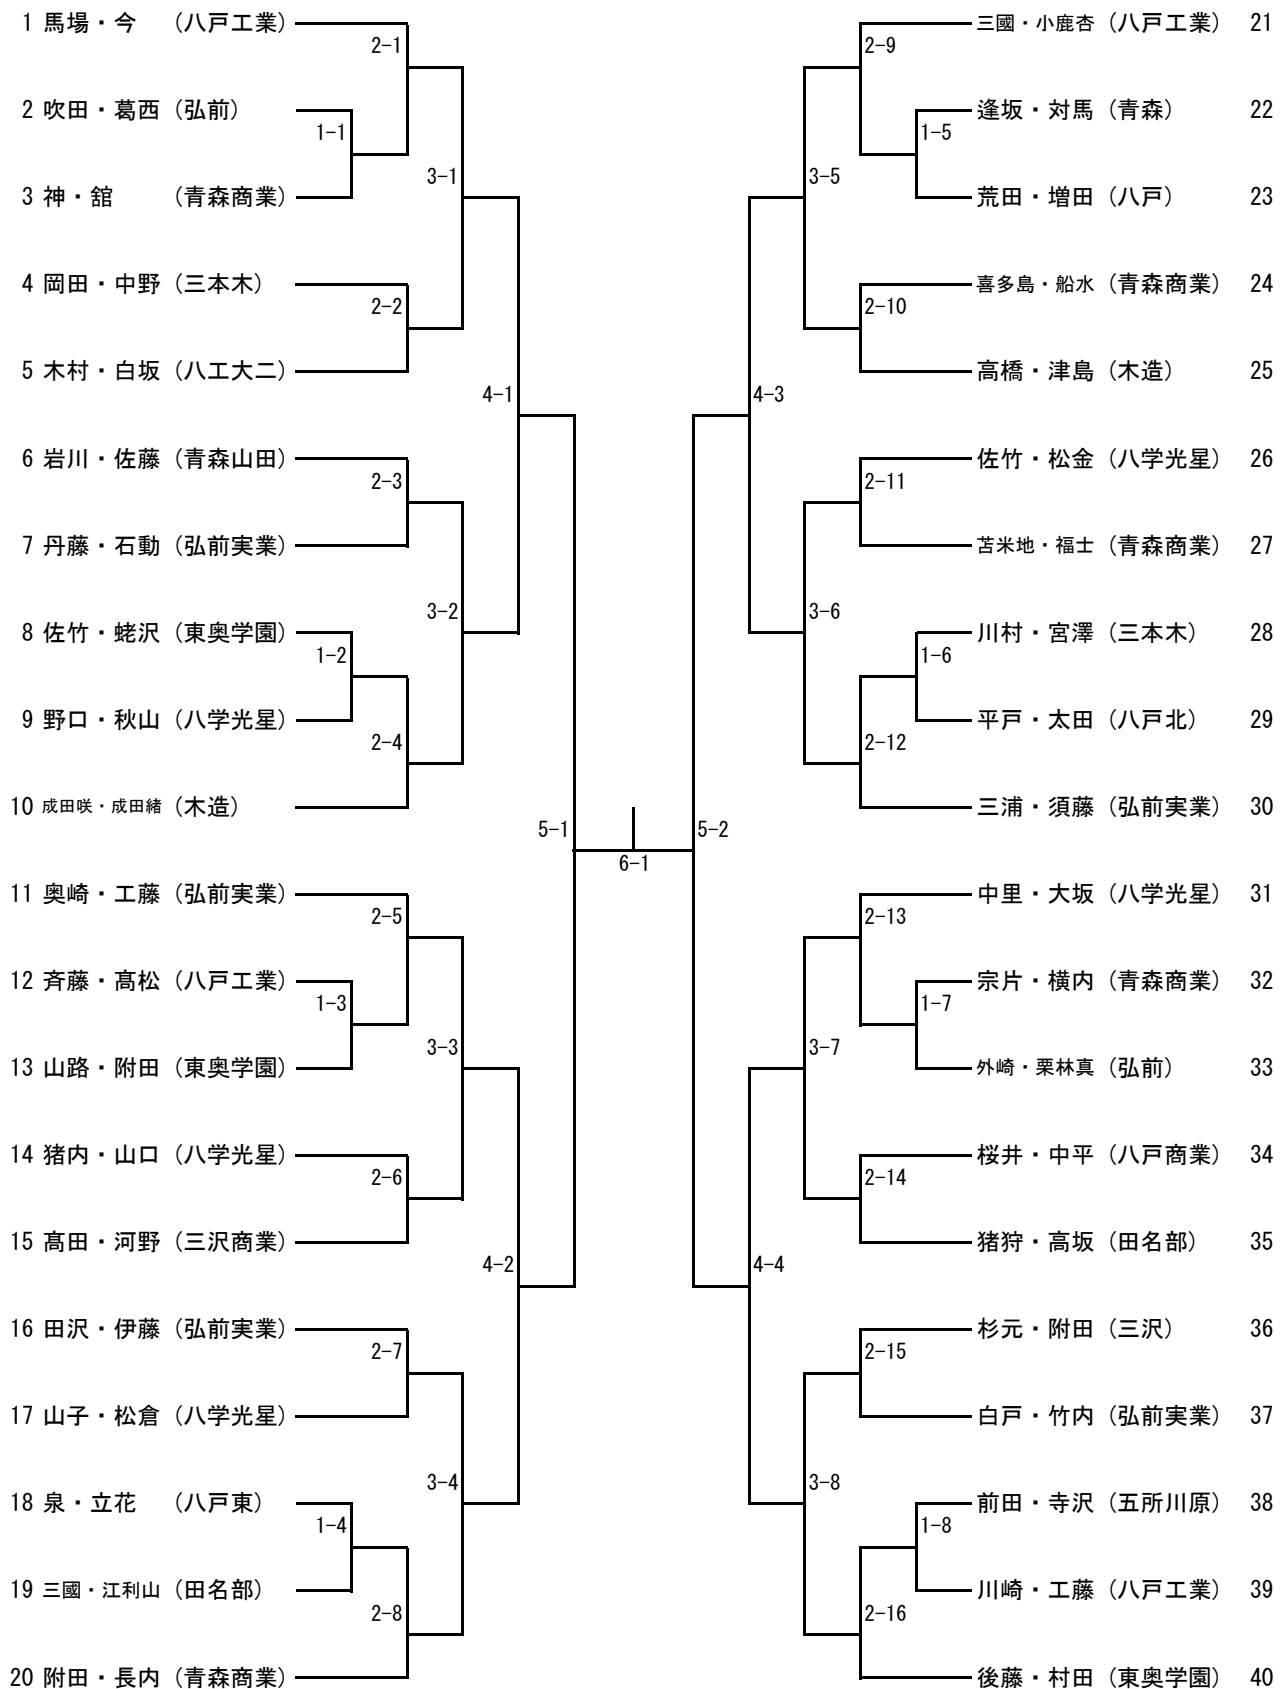 1 馬場・今 (八戸工業)
2-1
2 吹田・葛西 (弘前)
1-1
3 神・舘 (青森商業)
3-1
4 岡田・中野 (三本木)
2-2
5 木村・白坂 (八工大二)
4-1
6 岩川・佐藤 (青森山田)
2-3
7 丹藤・石動 (弘前実業)
3-2
8 佐竹・蛯沢 (東奥学園)
1-2
9 野口・秋山 (八学光星)
2-4
10 成田咲・成田緒 (木造)
5-1
11 奥崎・工藤 (弘前実業)
2-5
12 斉藤・髙松 (八戸工業)
1-3
13 山路・附田 (東奥学園)
3-3
14 猪内・山口 (八学光星)
2-6
15 髙田・河野 (三沢商業)
4-2
16 田沢・伊藤 (弘前実業)
2-7
17 山子・松倉 (八学光星)
3-4
18 泉・立花 (八戸東)
1-4
19 三國・江利山 (田名部)
2-8
20 附田・長内 (青森商業)
6-1
三國・小鹿杏 (八戸工業) 21
2-9
逢坂・対馬 (青森) 22
1-5
荒田・増田 (八戸) 23
3-5
喜多島・船水 (青森商業) 24
2-10
高橋・津島 (木造) 25
4-3
佐竹・松金 (八学光星) 26
2-11
苫米地・福士 (青森商業) 27
3-6
川村・宮澤 (三本木) 28
1-6
平戸・太田 (八戸北) 29
2-12
三浦・須藤 (弘前実業) 30
5-2
中里・大坂 (八学光星) 31
2-13
宗片・横内 (青森商業) 32
1-7
外崎・栗林真 (弘前) 33
3-7
桜井・中平 (八戸商業) 34
2-14
猪狩・高坂 (田名部) 35
4-4
杉元・附田 (三沢) 36
2-15
白戸・竹内 (弘前実業) 37
3-8
前田・寺沢 (五所川原) 38
1-8
川崎・工藤 (八戸工業) 39
2-16
後藤・村田 (東奥学園) 40